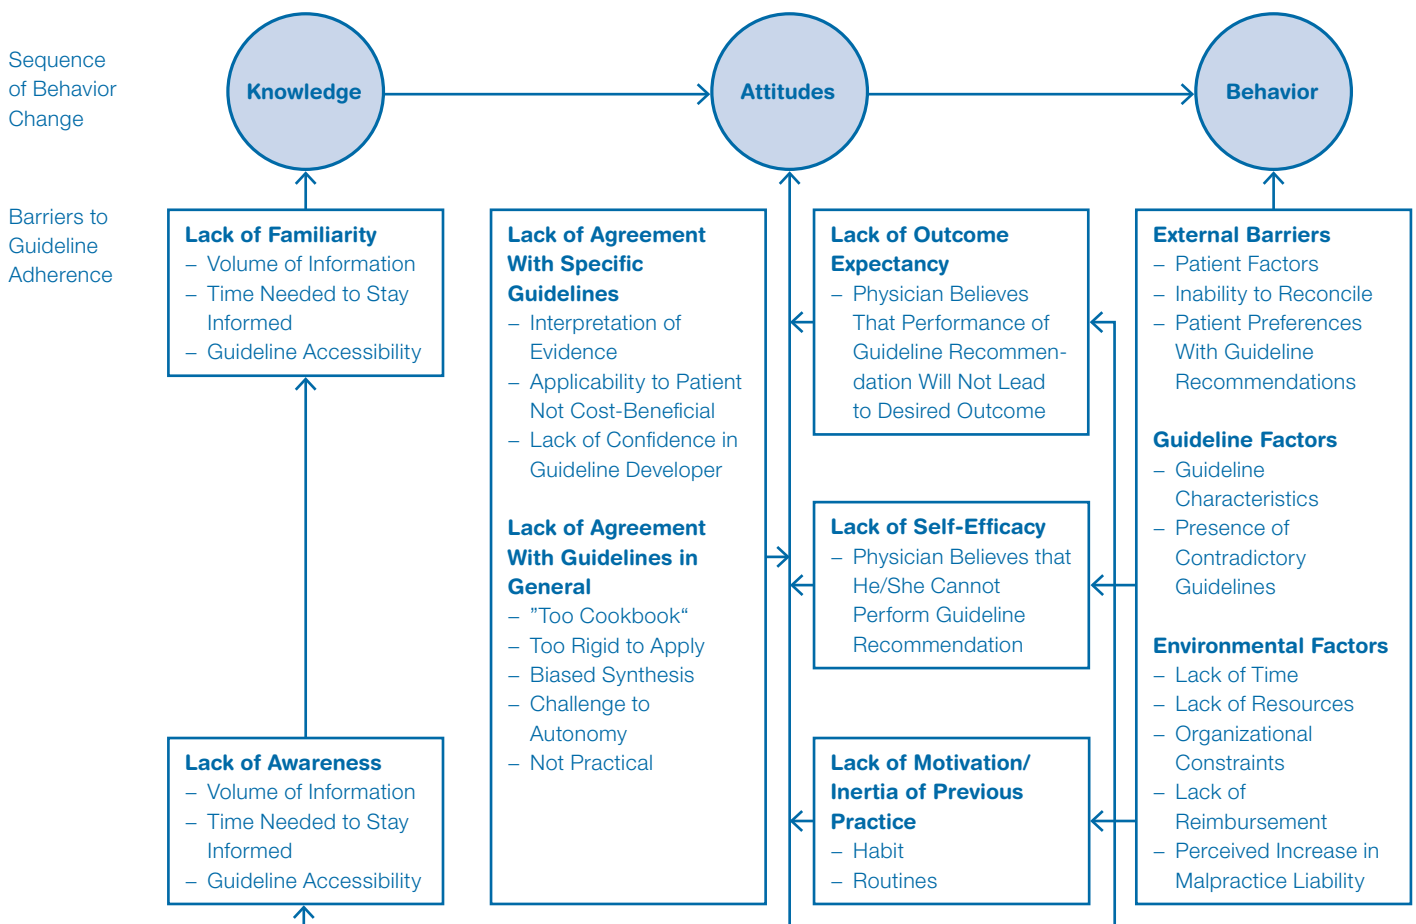 Sequence
of Behavior
Change
Knowledge
Attitudes
Behavior
Barriers to
Guideline
Adherence
Lack of Familiarity
– Volume of Information
– Time Needed to Stay
Informed
– Guideline Accessibility
Lack of Awareness
– Volume of Information
– Time Needed to Stay
Informed
– Guideline Accessibility
Lack of Agreement
With Specific
Guidelines
– Interpretation of
Evidence
– Applicability to Patient
Not Cost-Beneficial
– Lack of Confidence in
Guideline Developer
Lack of Agreement
With Guidelines in
General
– ”Too Cookbook“
– Too Rigid to Apply
– Biased Synthesis
– Challenge to
Autonomy
– Not Practical
Lack of Outcome
Expectancy
– Physician Believes
That Performance of
Guideline Recommen-
dation Will Not Lead
to Desired Outcome
Lack of Self-Efficacy
– Physician Believes that
He/She Cannot
Perform Guideline
Recommendation
Lack of Motivation/
Inertia of Previous
Practice
– Habit
– Routines
External Barriers
– Patient Factors
– Inability to Reconcile
– Patient Preferences
With Guideline
Recommendations
Guideline Factors
– Guideline
Characteristics
– Presence of
Contradictory
Guidelines
Environmental Factors
– Lack of Time
– Lack of Resources
– Organizational
Constraints
– Lack of
Reimbursement
– Perceived Increase in
Malpractice Liability